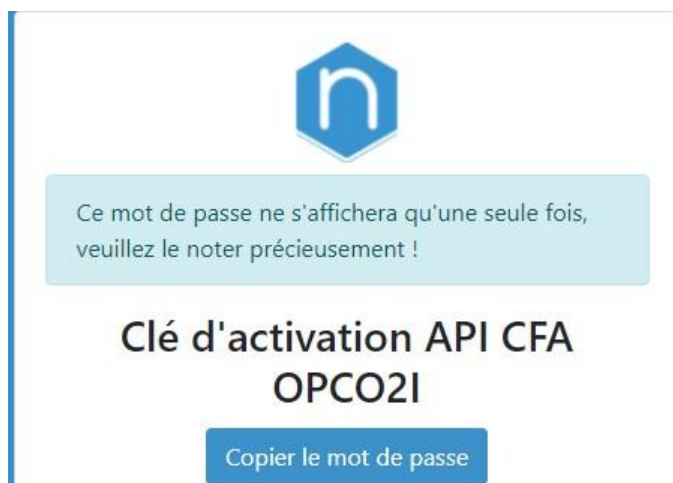 n
Ce mot de passe ne s'affichera qu'une seule fois,
veuillez le noter précieusement !
Clé d'activation API CFA
OPCO2I
Copier le mot de passe